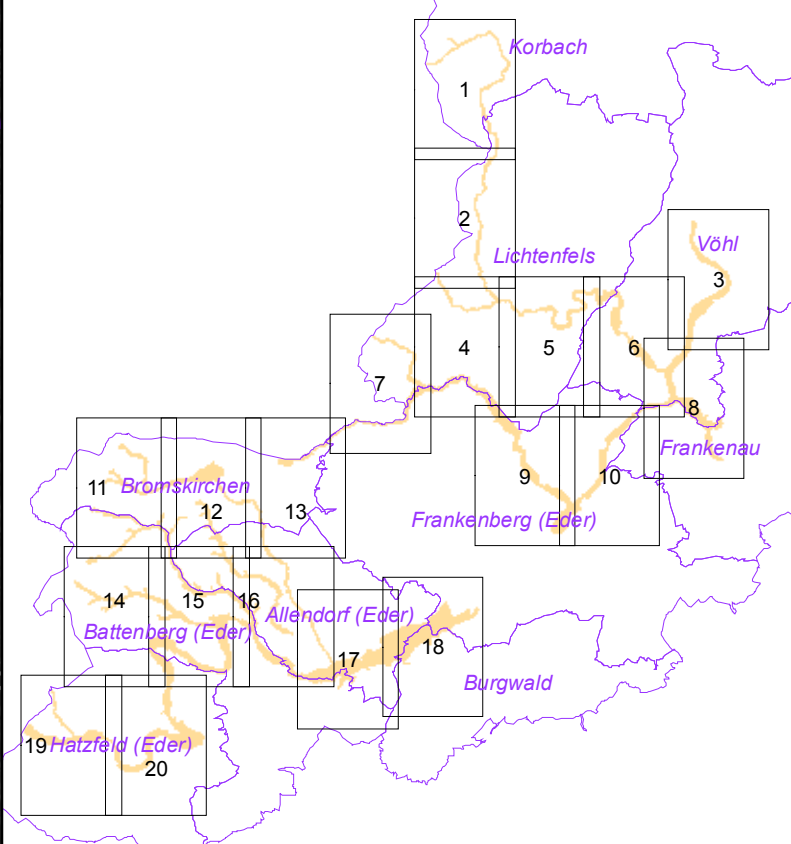 Korbach
1
2
Vöhl
Lichtenfels
3
4
5
6
7
8
Frankenau
9
10
11
Bromskirchen
12
13
Frankenberg (Eder)
14
15
16
Allendorf (Eder)
Battenberg (Eder)
17
18
Burgwald
19
Hatzfeld (Eder)
20